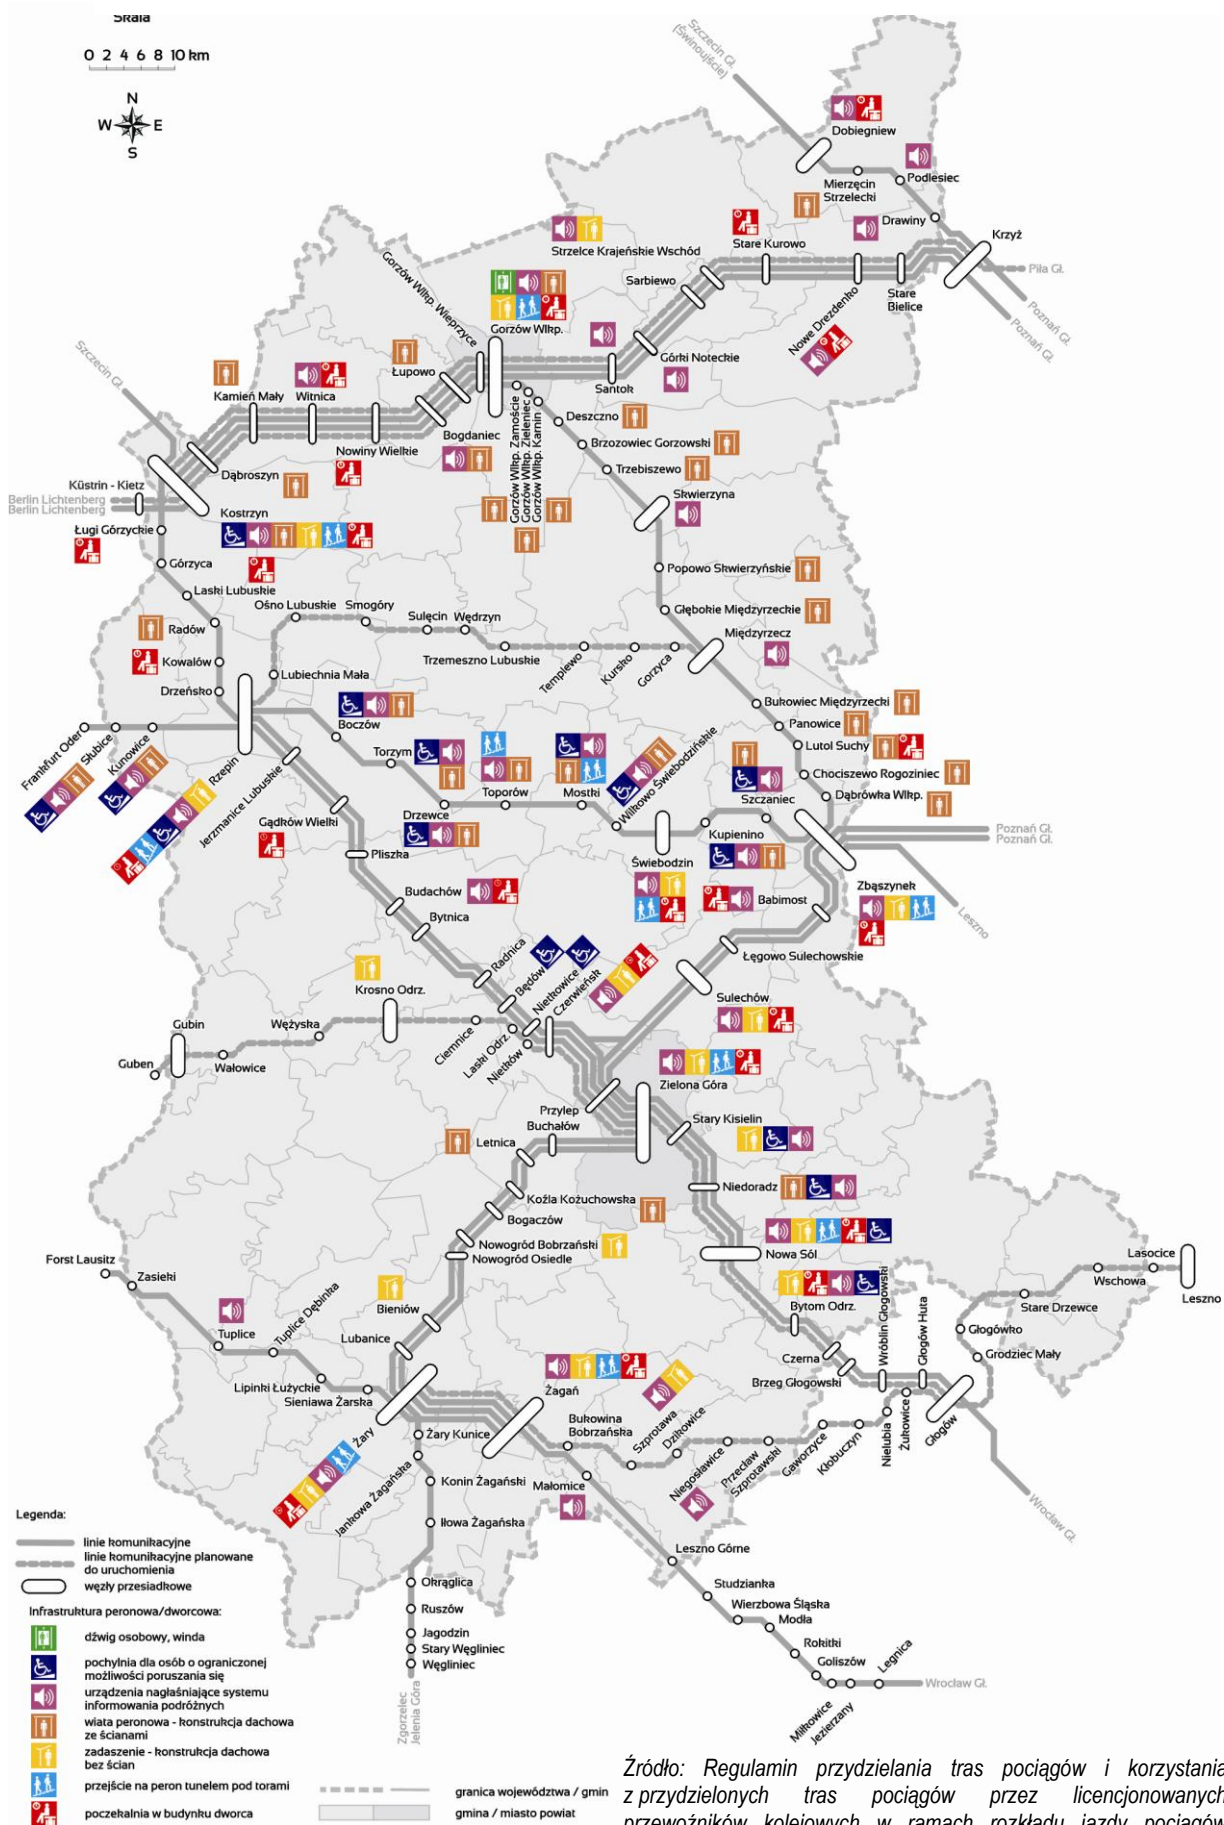 Skala
0 2 4 6 8 10 km
N
W E
S
Szczecin Gł.
(Świnoujście)
Dobiegniew
Podlesiec
Mierzęcin
Strzelecki
Drawiny
Krzyż
Piła Gł.
Poznań Gł.
Poznań Gł.
Strzelce Krajeńskie Wschód
Stare Kurowo
Sarbiewo
Stare
Bielice
Nowe Drezdenko
Gorzów Wlkp. Wieprzyce
Gorzów Wlkp.
Górki Noteckie
Santok
Szczecin Gł.
Łupowo
Kamień Mały
Witnica
Bogdaniec
Nowiny Wielkie
Dąbroszyn
Gorzów Wlkp. Zamoście
Gorzów Wlkp. Zieleniec
Gorzów Wlkp. Karnin
Deszczno
Brzozowiec Gorzowski
Trzebiszewo
Skwierzyna
Küstrin - Kietz
Berlin Lichtenberg
Berlin Lichtenberg
Kostrzyn
Ługi Górzyckie
Górzyca
Laski Lubuskie
Radów
Kowalów
Drzeńsko
Popowo Skwierzyńskie
Głębokie Międzyrzeckie
Międzyrzecz
Ośno Lubuskie
Smogóry
Sulęcin
Wędrzyn
Trzemeszno Lubuskie
Templewo
Kursko
Gorzyca
Lubiechnia Mała
Bukowiec Międzyrzecki
Panowice
Lutol Suchy
Chociszewo Rogoziniec
Dąbrówka Wlkp.
Frankfurt Oder
Słubice
Kunowice
Rzepin
Boczów
Torzym
Drzewce
Toporów
Mostki
Wilkowo Świebodzińskie
Szczaniec
Kupienino
Świebodzin
Poznań Gł.
Poznań Gł.
Leszno
Zbąszynek
Babimost
Łęgowo Sulechowskie
Sulechów
Jerzmanice Lubuskie
Gądków Wielki
Pliszka
Budachów
Bytnica
Radnica
Będów
Nietkowice
Czerwieńsk
Krosno Odrz.
Gubin
Wężyska
Guben
Wałowice
Ciemnice
Laski Odrz.
Nietków
Zielona Góra
Przylep
Buchałów
Stary Kisielin
Letnica
Niedoradz
Koźla Kożuchowska
Bogaczów
Nowogród Bobrzański
Nowogród Osiedle
Nowa Sól
Bytom Odrz.
Forst Lausitz
Zasieki
Tuplice
Tuplice Dębinka
Bieniów
Lubanice
Lipinki Łużyckie
Sieniawa Żarska
Lasocice
Wschowa
Leszno
Stare Drzewce
Głogówko
Grodziec Mały
Czerna
Brzeg Głogowski
Wróblin Głogowski
Głogów Huta
Żukowice
Nielubia
Głogów
Wrocław Gł.
Żagań
Bukowina
Bobrzańska
Szprotawa
Dzikowice
Niegosławice
Przecław
Szprotawski
Gaworzyce
Kłobuczyn
Żary
Żary Kunice
Jankowa Żagańska
Konin Żagański
Iłowa Żagańska
Małomice
Leszno Górne
Studzianka
Wierzbowa Śląska
Modła
Rokitki
Goliszów
Legnica
Wrocław Gł.
Miłkowice
Jezierzany
Okrąglica
Ruszów
Jagodzin
Stary Węgliniec
Węgliniec
Zgorzelec
Jelenia Góra
Legenda:
linie komunikacyjne
linie komunikacyjne planowane
do uruchomienia
węzły przesiadkowe
Infrastruktura peronowa/dworcowa:
dźwig osobowy, winda
pochylnia dla osób o ograniczonej
możliwości poruszania się
urządzenia nagłaśniające systemu
informowania podróżnych
wiata peronowa - konstrukcja dachowa
ze ścianami
zadaszenie - konstrukcja dachowa
bez ścian
przejście na peron tunelem pod torami
poczekalnia w budynku dworca
granica województwa / gmin
gmina / miasto powiat
Źródło: Regulamin przydzielania tras pociągów i korzystania
z przydzielonych tras pociągów przez licencjonowanych
przewoźników kolejowych w ramach rozkładu jazdy pociągów